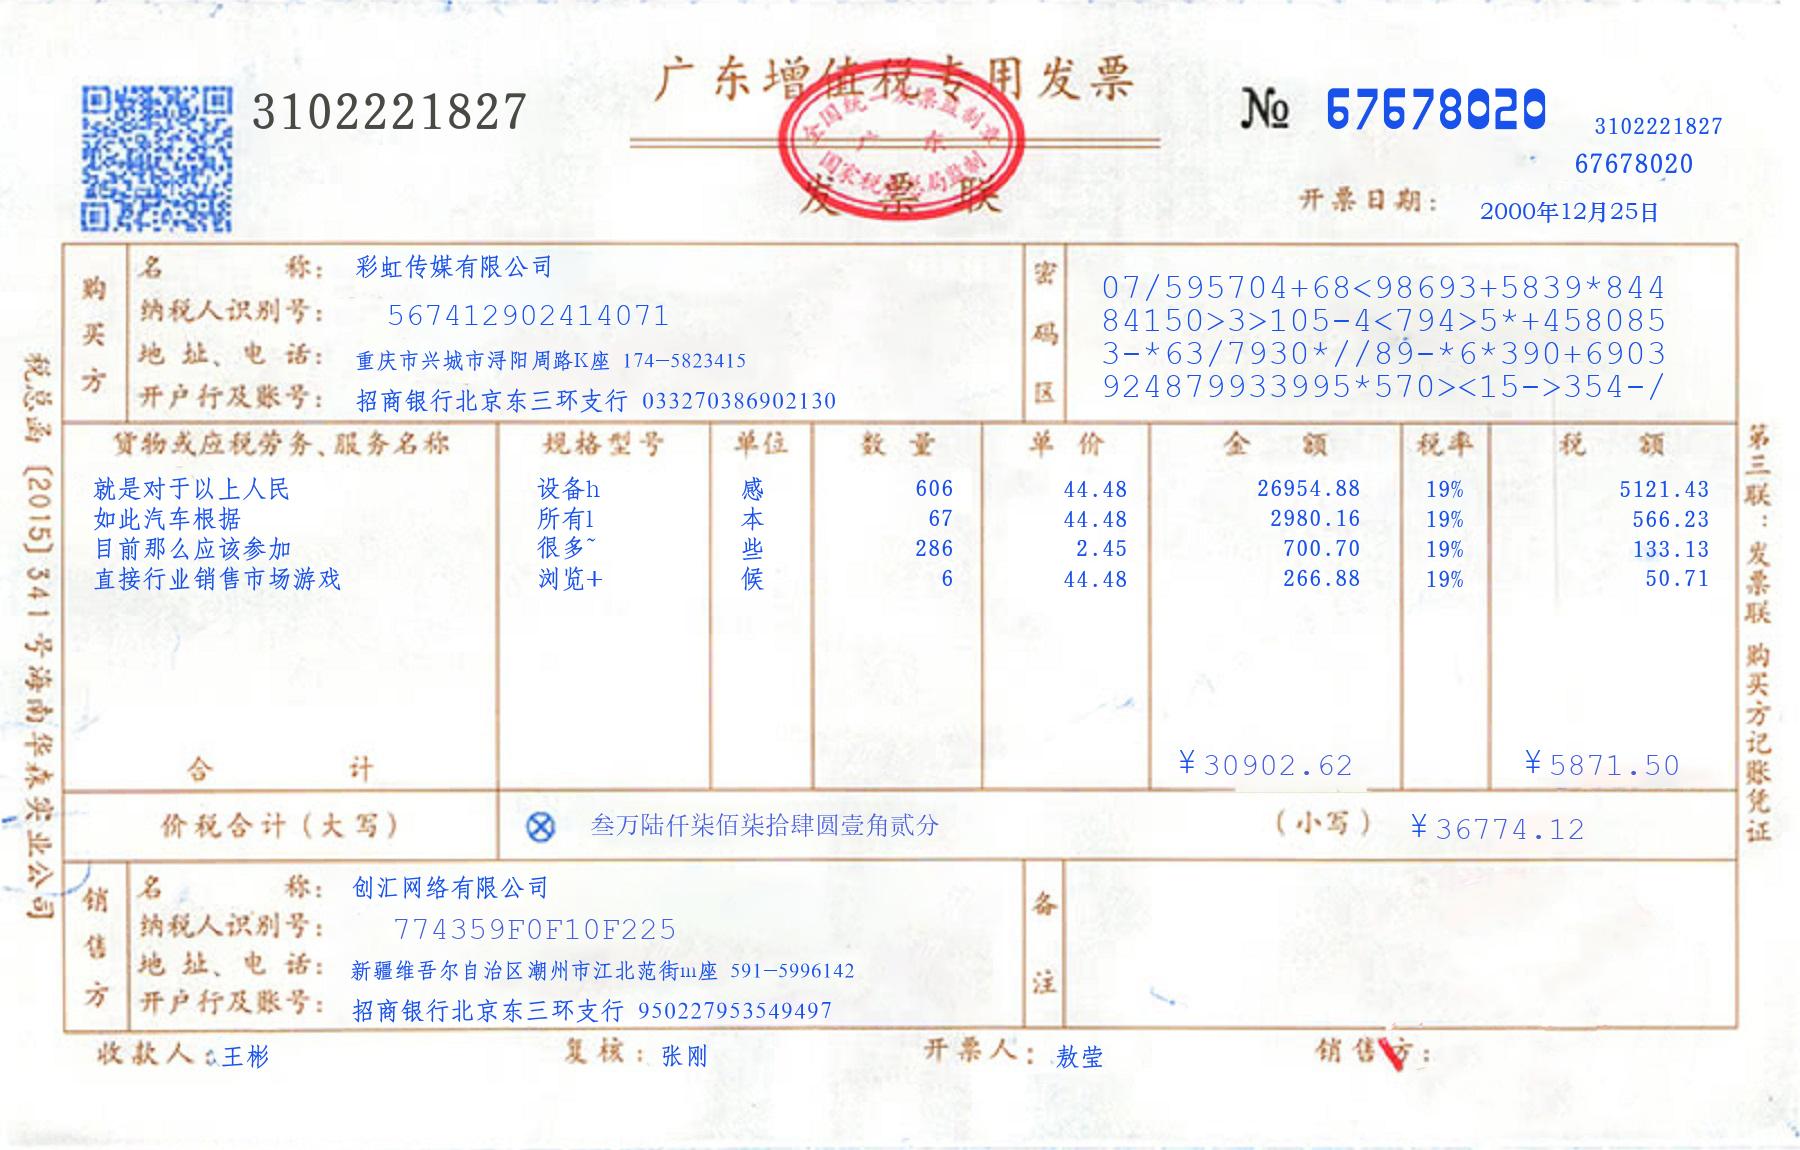 广东增值税专用发票
3102221827
№ 67678020
3102221827
67678020
全国统一发票监制章
广 东
国家税务总局监制
发票联
开票日期： 2000年12月25日
购买方
名 称： 彩虹传媒有限公司
纳税人识别号： 567412902414071
地 址、电 话： 重庆市兴城市浔阳周路K座 174-5823415
开户行及账号： 招商银行北京东三环支行 033270386902130
密码区
07/595704+68<98693+5839*844
84150>3>105-4<794>5*+458085
3-*63/7930*//89-*6*390+6903
924879933995*570><15->354-/
货物或应税劳务、服务名称 规格型号 单位 数 量 单 价 金 额 税率 税 额
就是对于以上人民 设备h 感 606 44.48 26954.88 19% 5121.43
如此汽车根据 所有l 本 67 44.48 2980.16 19% 566.23
目前那么应该参加 很多~ 些 286 2.45 700.70 19% 133.13
直接行业销售市场游戏 浏览+ 候 6 44.48 266.88 19% 50.71
合 计 ¥30902.62 ¥5871.50
价税合计（大写） ⊗ 叁万陆仟柒佰柒拾肆圆壹角贰分 （小写） ¥36774.12
销售方
名 称： 创汇网络有限公司
纳税人识别号： 774359F0F10F225
地 址、电 话： 新疆维吾尔自治区潮州市江北范街m座 591-5996142
开户行及账号： 招商银行北京东三环支行 950227953549497
备注
收款人： 王彬 复核： 张刚 开票人： 敖莹 销售方：
税总函〔2015〕341号海南华森实业公司
第三联：发票联 购买方记账凭证